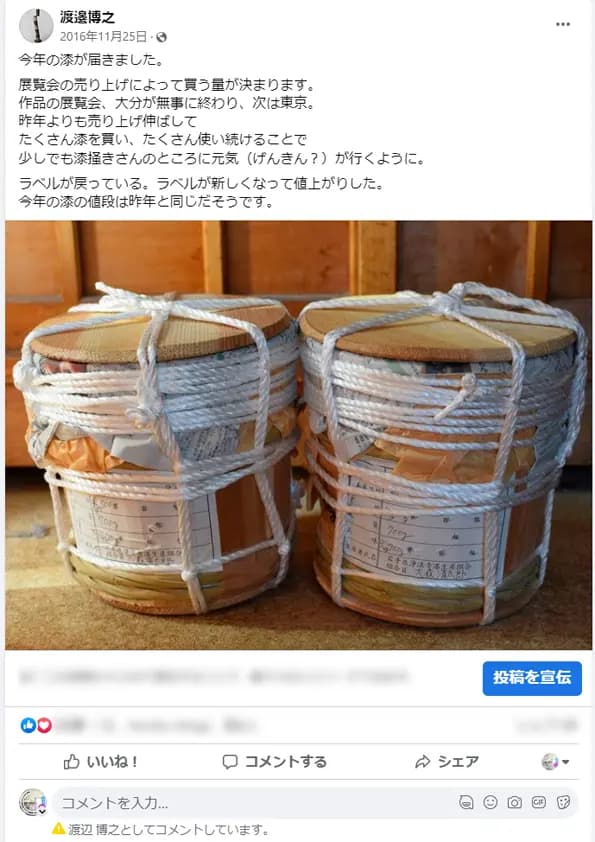 渡邉博之
2016年11月25日
今年の漆が届きました。
展覧会の売り上げによって買う量が決まります。
作品の展覧会、大分が無事に終わり、次は東京。
昨年よりも売り上げ伸ばして
たくさん漆を買い、たくさん使い続けることで
少しでも漆掻きさんのところに元気（げんきん？）が行くように。
ラベルが戻っている。ラベルが新しくなって値上がりした。
今年の漆の値段は昨年と同じだそうです。
投稿を宣伝
いいね！
コメントする
シェア
コメントを入力...
GIF
渡辺 博之としてコメントしています。